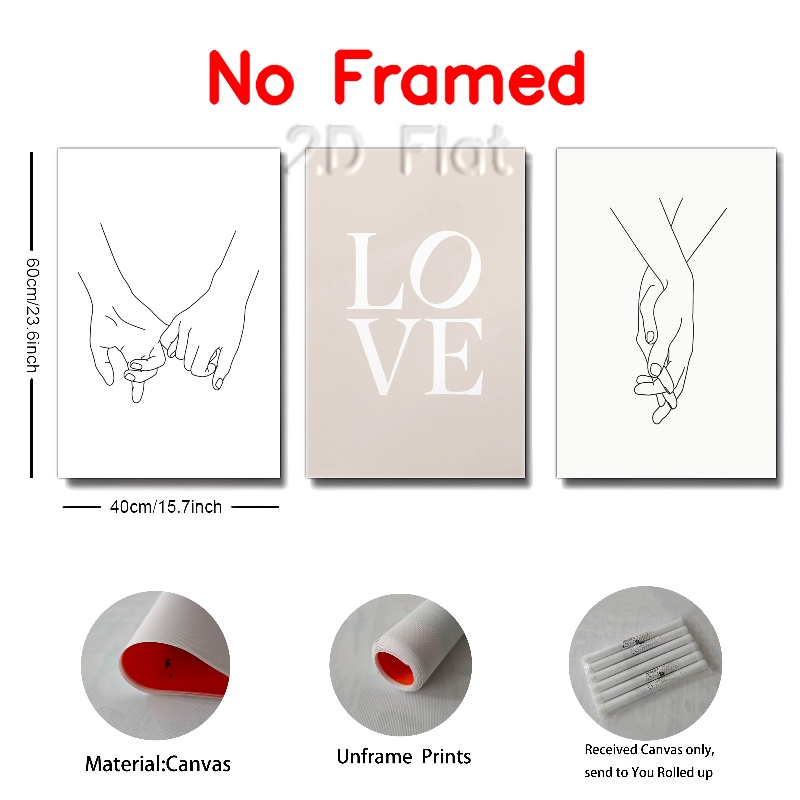 No Framed
2D Flat
60cm/23.6inch
LO
VE
40cm/15.7inch
Material:Canvas
Unframe Prints
Received Canvas only,
send to You Rolled up